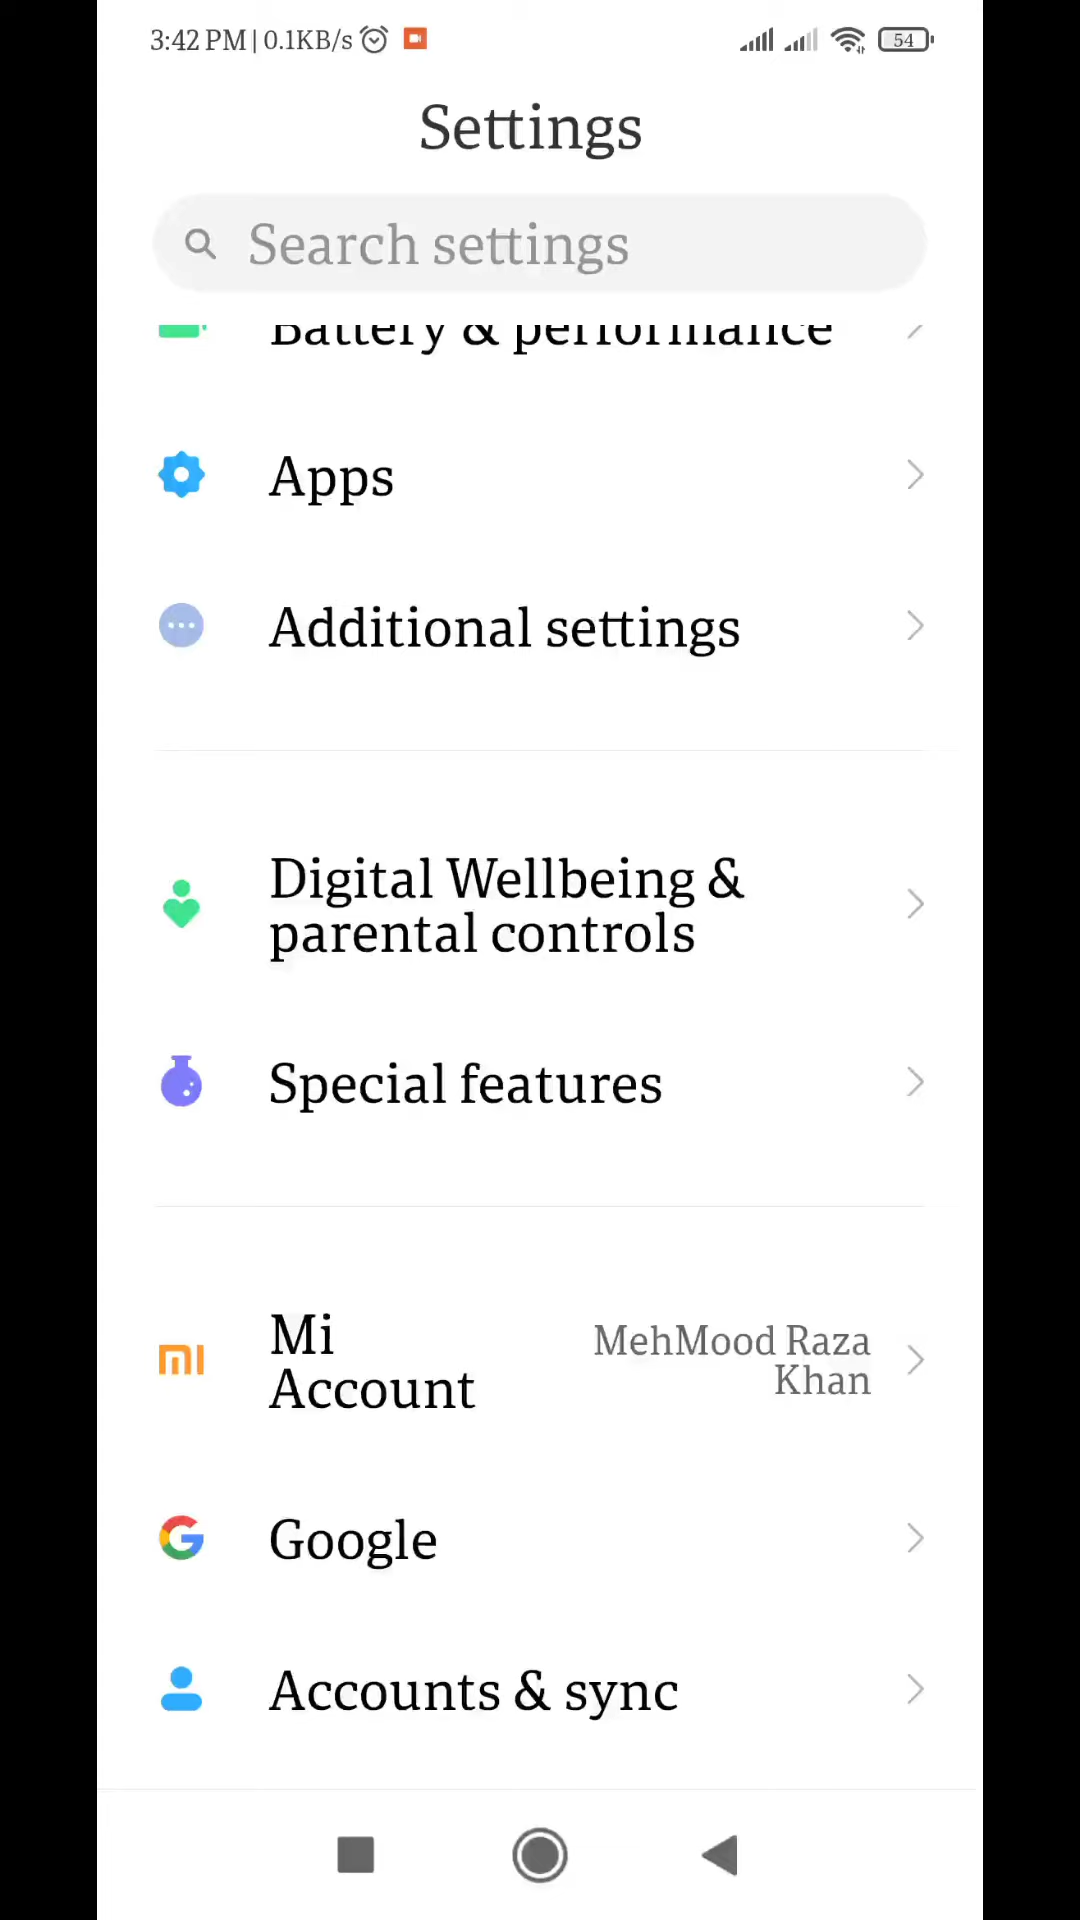 3:42 PM | 0.1KB/s 54
Settings
Search settings
Battery & performance
Apps
Additional settings
Digital Wellbeing &
parental controls
Special features
Mi
Account
MehMood Raza
Khan
Google
Accounts & sync